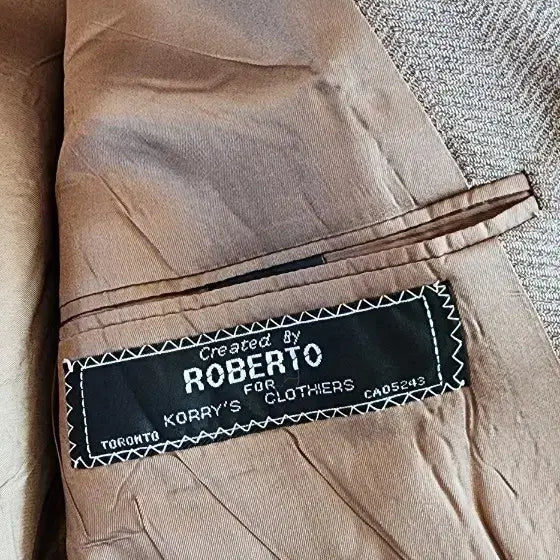 Created By
ROBERTO
FOR
KORRY'S CLOTHIERS
TORONTO CA05243